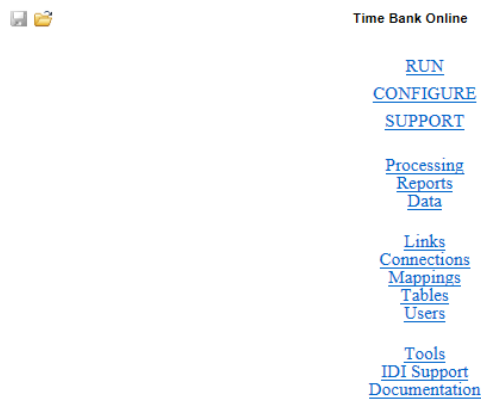 Time Bank Online
RUN
CONFIGURE
SUPPORT
Processing
Reports
Data
Links
Connections
Mappings
Tables
Users
Tools
IDI Support
Documentation